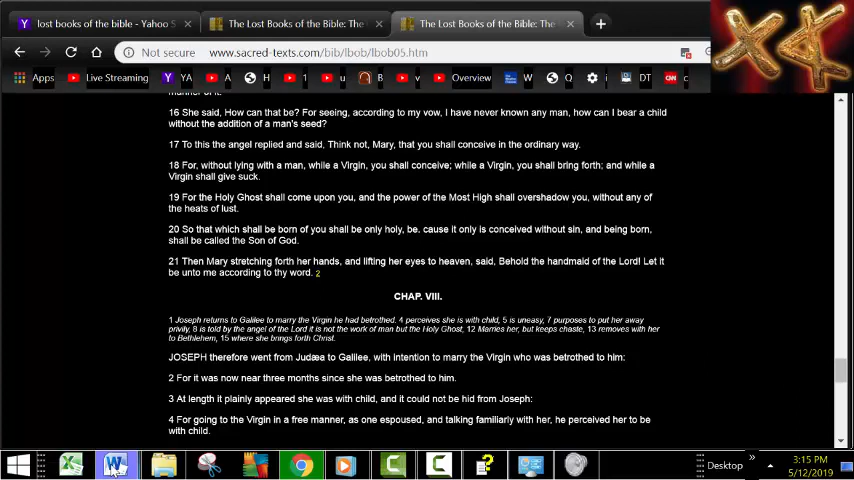 lost books of the bible - Yahoo S
The Lost Books of the Bible: The
The Lost Books of the Bible: The
Not secure www.sacred-texts.com/bib/lbob/lbob05.htm
Apps Live Streaming YA A H 1 u B v Overview W Q i DT c
manner of it.
16 She said, How can that be? For seeing, according to my vow, I have never known any man, how can I bear a child
without the addition of a man's seed?
17 To this the angel replied and said, Think not, Mary, that you shall conceive in the ordinary way.
18 For, without lying with a man, while a Virgin, you shall conceive; while a Virgin, you shall bring forth; and while a
Virgin shall give suck.
19 For the Holy Ghost shall come upon you, and the power of the Most High shall overshadow you, without any of
the heats of lust.
20 So that which shall be born of you shall be only holy, be. cause it only is conceived without sin, and being born,
shall be called the Son of God.
21 Then Mary stretching forth her hands, and lifting her eyes to heaven, said, Behold the handmaid of the Lord! Let it
be unto me according to thy word. 2
CHAP. VIII.
1 Joseph returns to Galilee to marry the Virgin he had betrothed. 4 perceives she is with child, 5 is uneasy, 7 purposes to put her away
privily, 8 is told by the angel of the Lord it is not the work of man but the Holy Ghost, 12 Marries her, but keeps chaste, 13 removes with her
to Bethlehem, 15 where she brings forth Christ.
JOSEPH therefore went from Judæa to Galilee, with intention to marry the Virgin who was betrothed to him:
2 For it was now near three months since she was betrothed to him.
3 At length it plainly appeared she was with child, and it could not be hid from Joseph:
4 For going to the Virgin in a free manner, as one espoused, and talking familiarly with her, he perceived her to be
with child.
Desktop
3:15 PM
5/12/2019